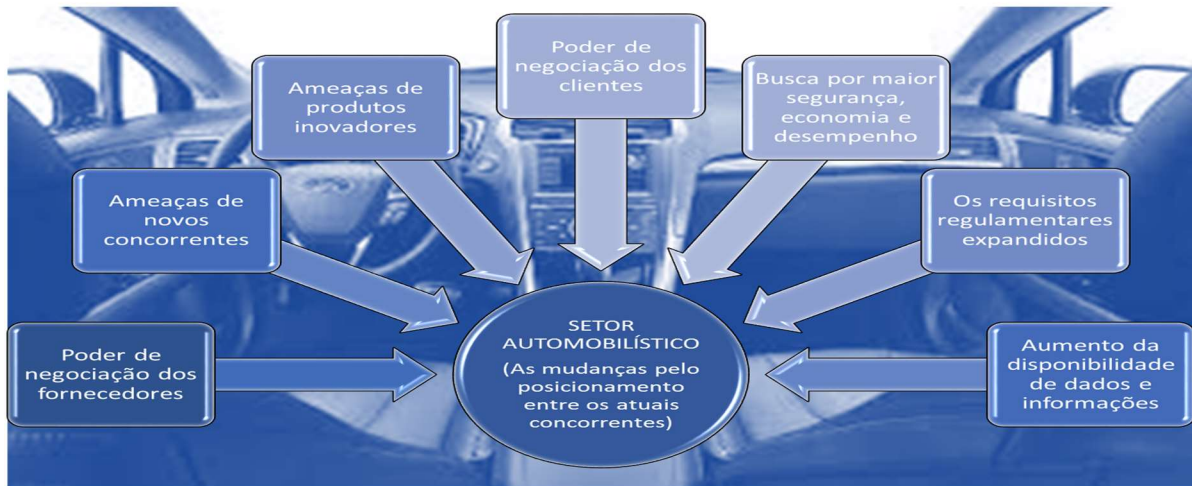 Poder de
negociação dos
fornecedores
Ameaças de
novos
concorrentes
Ameaças de
produtos
inovadores
Poder de
negociação dos
clientes
Busca por maior
segurança,
economia e
desempenho
Os requisitos
regulamentares
expandidos
Aumento da
disponibilidade
de dados e
informações
SETOR
AUTOMOBILÍSTICO
(As mudanças pelo
posicionamento
entre os atuais
concorrentes)